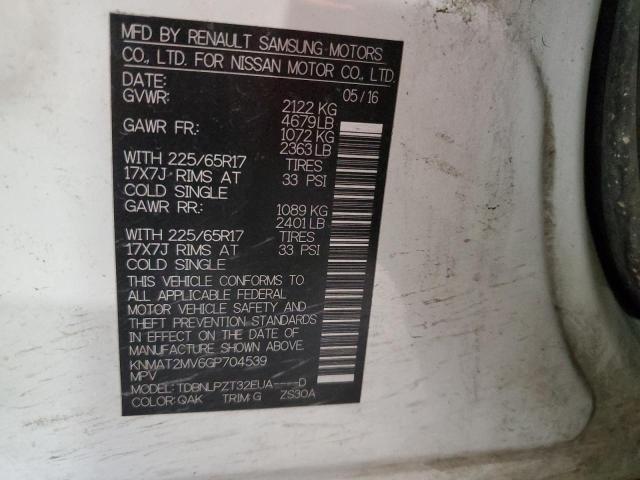 MFD BY RENAULT SAMSUNG MOTORS
CO., LTD. FOR NISSAN MOTOR CO., LTD.
DATE: 05/16
GVWR: 2122 KG
4679 LB
GAWR FR: 1072 KG
2363 LB
WITH 225/65R17 TIRES
17X7J RIMS AT 33 PSI
COLD SINGLE
GAWR RR: 1089 KG
2401 LB
WITH 225/65R17 TIRES
17X7J RIMS AT 33 PSI
COLD SINGLE
THIS VEHICLE CONFORMS TO
ALL APPLICABLE FEDERAL
MOTOR VEHICLE SAFETY AND
THEFT PREVENTION STANDARDS
IN EFFECT ON THE DATE OF
MANUFACTURE SHOWN ABOVE.
KNMAT2MV6GP704539
MPV
MODEL: TDBNLPZT32EUA----D
COLOR: QAK TRIM: G ZS30A